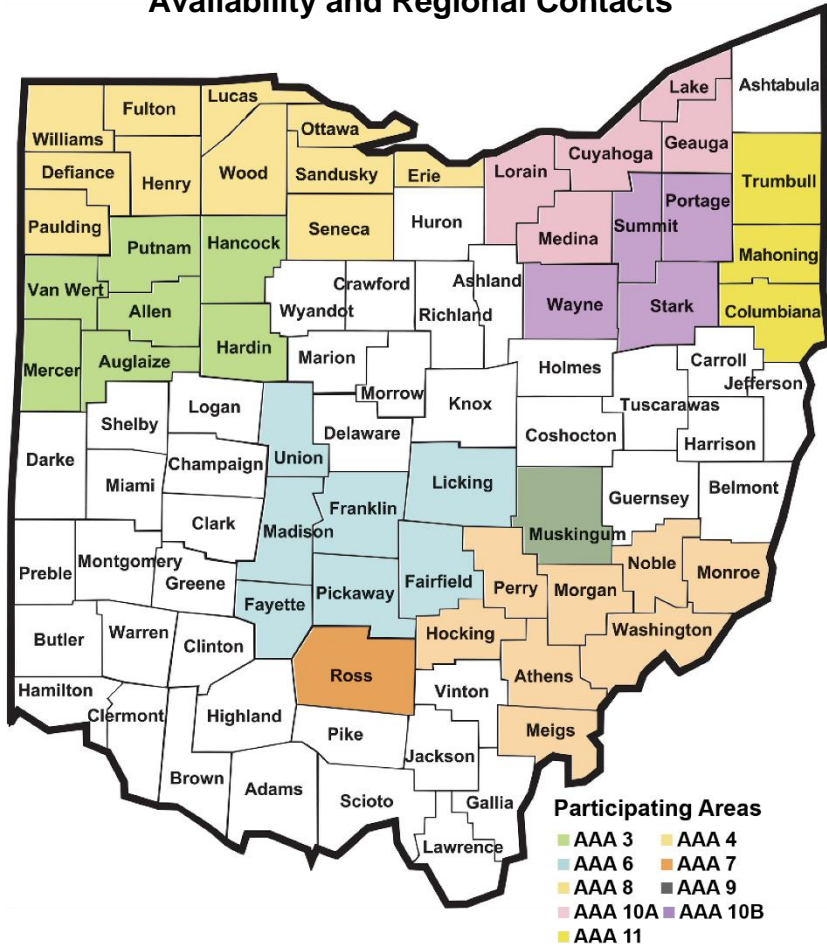 Availability and Regional Contacts
Lake
Ashtabula
Lucas
Fulton
Ottawa
Williams
Cuyahoga
Geauga
Defiance
Henry
Wood
Sandusky
Erie
Lorain
Trumbull
Portage
Paulding
Seneca
Huron
Summit
Medina
Putnam
Hancock
Mahoning
Van Wert
Crawford
Ashland
Wyandot
Richland
Wayne
Stark
Allen
Columbiana
Mercer
Auglaize
Hardin
Marion
Holmes
Carroll
Jefferson
Morrow
Knox
Logan
Tuscarawas
Shelby
Delaware
Coshocton
Harrison
Darke
Union
Champaign
Miami
Licking
Guernsey
Belmont
Franklin
Clark
Madison
Muskingum
Montgomery
Preble
Greene
Fairfield
Pickaway
Perry
Morgan
Noble
Monroe
Fayette
Butler
Warren
Clinton
Hocking
Washington
Ross
Athens
Hamilton
Vinton
Clermont
Highland
Pike
Meigs
Jackson
Brown
Adams
Scioto
Gallia
Lawrence
Participating Areas
AAA 3 AAA 4
AAA 6 AAA 7
AAA 8 AAA 9
AAA 10A AAA 10B
AAA 11